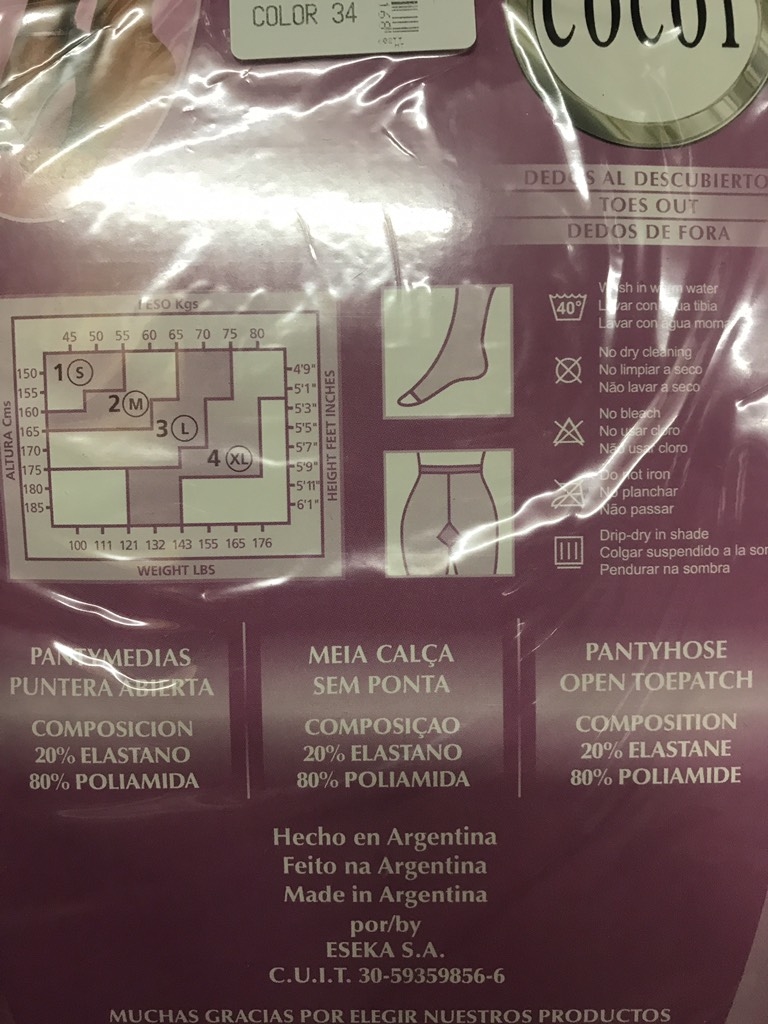 COLOR 34
COCOT
DEDOS AL DESCUBIERTO
TOES OUT
DEDOS DE FORA
PESO Kgs
45 50 55 60 65 70 75 80
ALTURA Cms
150
155
160
165
170
175
180
185
1 S
2 M
3 L
4 XL
4'9"
5'1"
5'3"
5'5"
5'7"
5'9"
5'11"
6'1"
HEIGHT FEET INCHES
100 111 121 132 143 155 165 176
WEIGHT LBS
40°
Wash in warm water
Lavar con agua tibia
Lavar con agua morna
No dry cleaning
No limpiar a seco
Não lavar a seco
No bleach
No usar cloro
Não usar cloro
Do not iron
No planchar
Não passar
Drip-dry in shade
Colgar suspendido a la som
Pendurar na sombra
PANTYMEDIAS
PUNTERA ABIERTA
COMPOSICION
20% ELASTANO
80% POLIAMIDA
MEIA CALÇA
SEM PONTA
COMPOSIÇAO
20% ELASTANO
80% POLIAMIDA
PANTYHOSE
OPEN TOEPATCH
COMPOSITION
20% ELASTANE
80% POLIAMIDE
Hecho en Argentina
Feito na Argentina
Made in Argentina
por/by
ESEKA S.A.
C.U.I.T. 30-59359856-6
MUCHAS GRACIAS POR ELEGIR NUESTROS PRODUCTOS